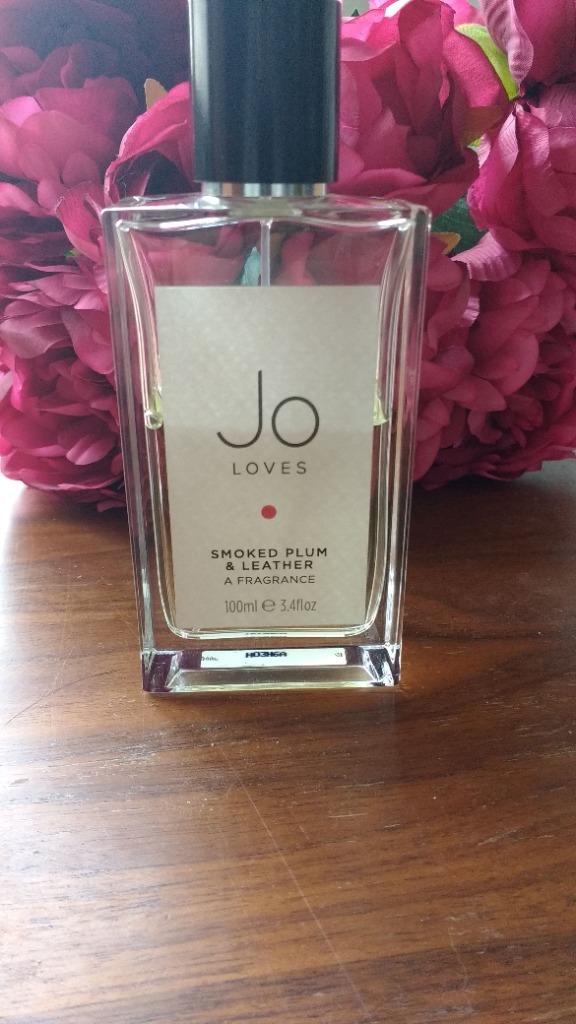 Jo
LOVES
SMOKED PLUM
& LEATHER
A FRAGRANCE
100ml ℮ 3.4floz